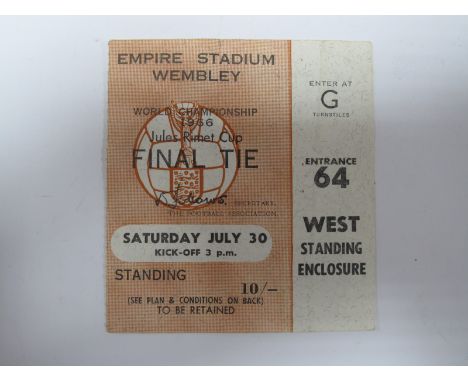 EMPIRE STADIUM
WEMBLEY
WORLD CHAMPIONSHIP
1966
Jules Rimet Cup
FINAL TIE
SECRETARY,
THE FOOTBALL ASSOCIATION.
SATURDAY JULY 30
KICK-OFF 3 p.m.
STANDING
10/–
(SEE PLAN & CONDITIONS ON BACK)
TO BE RETAINED
ENTER AT
G
TURNSTILES
ENTRANCE
64
WEST
STANDING
ENCLOSURE